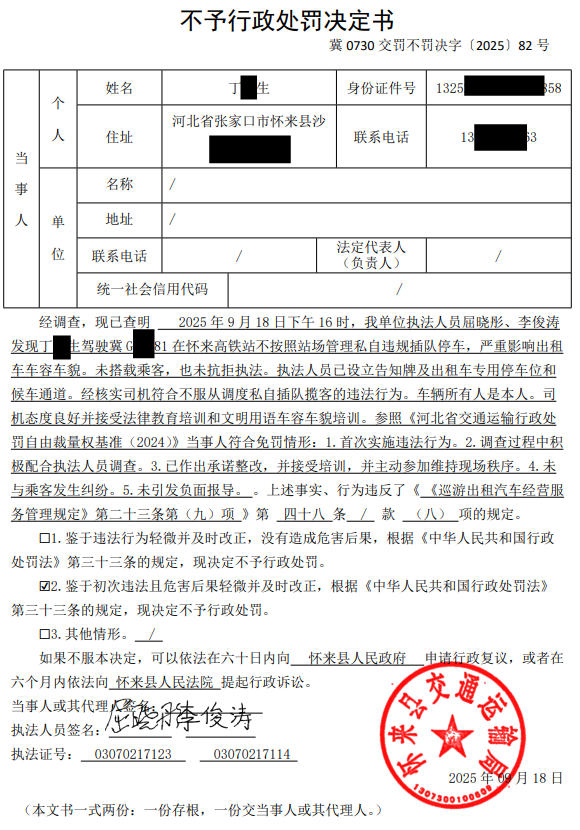 不予行政处罚决定书
冀 0730 交罚不罚决字〔2025〕82 号
当事人
个人
姓名 丁 生 身份证件号 1325 858
住址 河北省张家口市怀来县沙 联系电话 13 63
单位
名称 /
地址 /
联系电话 / 法定代表人（负责人） /
统一社会信用代码 /
经调查，现已查明 2025 年 9 月 18 日下午 16 时，我单位执法人员屈晓彤、李俊涛
发现丁 生驾驶冀 G 81 在怀来高铁站不按照站场管理私自违规插队停车，严重影响出租
车车容车貌。未搭载乘客，也未抗拒执法。执法人员已设立告知牌及出租车专用停车位和
候车通道。经核实司机符合不服从调度私自插队揽客的违法行为。车辆所有人是本人。司
机态度良好并接受法律教育培训和文明用语车容车貌培训。参照《河北省交通运输行政处
罚自由裁量权基准（2024）》当事人符合免罚情形：1.首次实施违法行为。2.调查过程中积
极配合执法人员调查。3.已作出承诺整改，并接受培训，并主动参加维持现场秩序。4.未
与乘客发生纠纷。5.未引发负面报导。 。上述事实、行为违反了《 《巡游出租汽车经营服
务管理规定》第二十三条第（九）项 》第 四十八 条 / 款 （八） 项的规定。
☐1.鉴于违法行为轻微并及时改正，没有造成危害后果，根据《中华人民共和国行政
处罚法》第三十三条的规定，现决定不予行政处罚。
☑2.鉴于初次违法且危害后果轻微并及时改正，根据《中华人民共和国行政处罚法》
第三十三条的规定，现决定不予行政处罚。
☐3.其他情形。 /
如果不服本决定，可以依法在六十日内向 怀来县人民政府 申请行政复议，或者在
六个月内依法向 怀来县人民法院 提起行政诉讼。
当事人或其代理人签名：
执法人员签名： 屈晓彤 李俊涛
执法证号： 03070217123 03070217114
怀来县交通运输局
1307300100609
2025 年 09 月 18 日
（本文书一式两份：一份存根，一份交当事人或其代理人。）